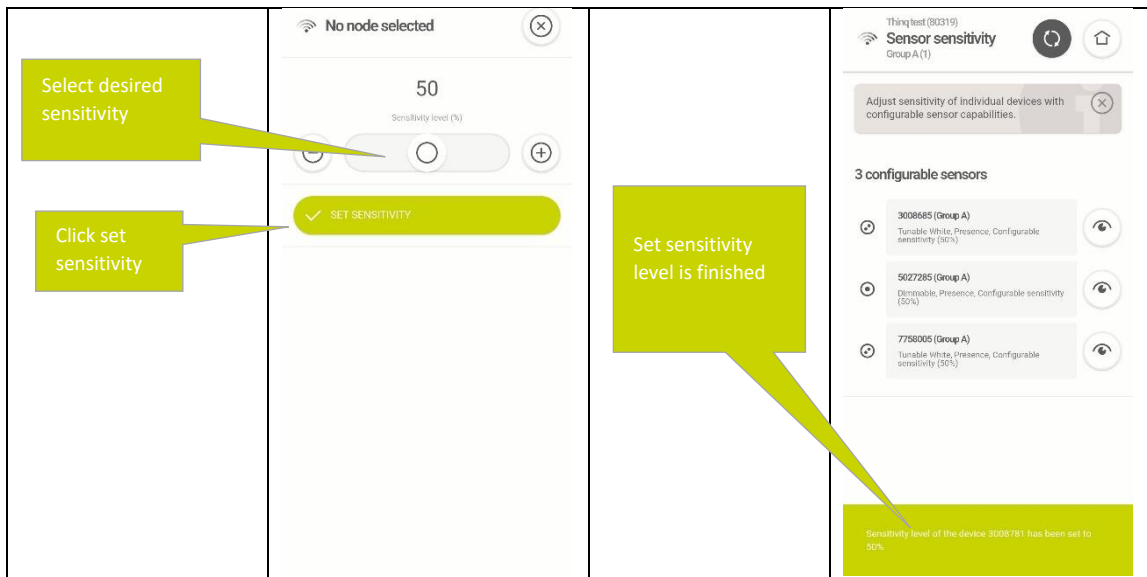 Select desired
sensitivity
Click set
sensitivity
No node selected
50
Sensitivity level (%)
SET SENSITIVITY
Set sensitivity
level is finished
Thinq test (80319)
Sensor sensitivity
Group A (1)
Adjust sensitivity of individual devices with
configurable sensor capabilities.
3 configurable sensors
3008685 (Group A)
Tunable White, Presence, Configurable
sensitivity (50%)
5027285 (Group A)
Dimmable, Presence, Configurable sensitivity
(50%)
7758005 (Group A)
Tunable White, Presence, Configurable
sensitivity (50%)
Sensitivity level of the device 3008781 has been set to
50%